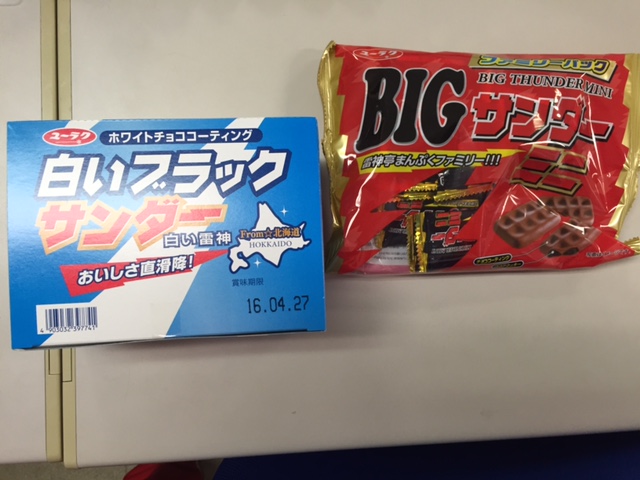 ユーラク
ホワイトチョココーティング
白いブラック
サンダー
白い雷神
From☆北海道
HOKKAIDO
おいしさ直滑降!
賞味期限
16.04.27
4 903032 397741
ユーラク
ファミリーパック
BIG THUNDER MINI
BIG サンダー
ミニ
雷神亭まんぷくファミリー!!!